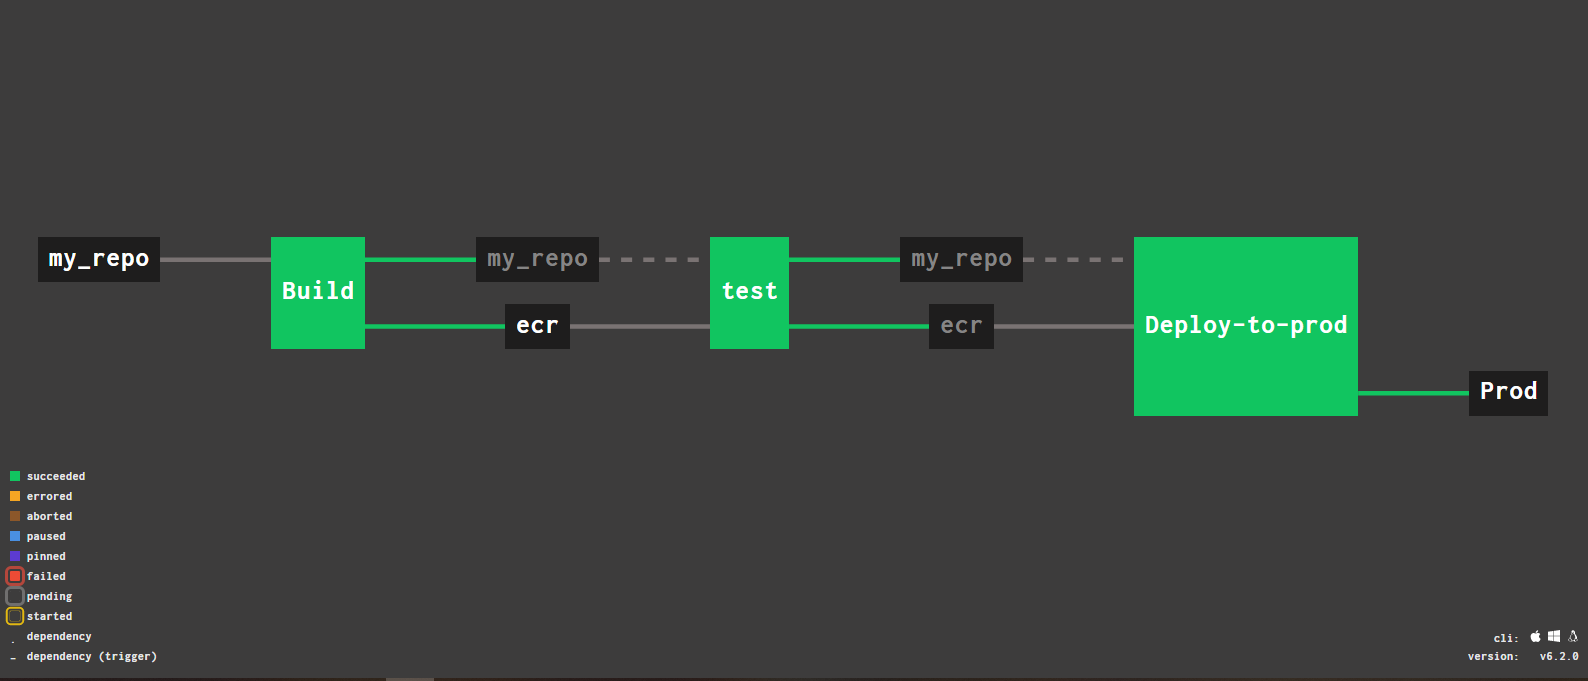 my_repo
Build
my_repo
ecr
test
my_repo
ecr
Deploy-to-prod
Prod
succeeded
errored
aborted
paused
pinned
failed
pending
started
dependency
dependency (trigger)
cli:
version: v6.2.0